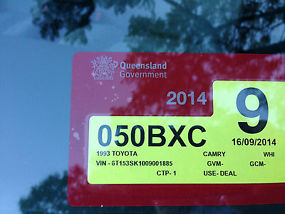 Queensland
Government
2014
9
050BXC
16/09/2014
1993 TOYOTA CAMRY WHI
VIN - 6T153SK1009001885 GVM- GCM-
CTP- 1 USE- DEAL